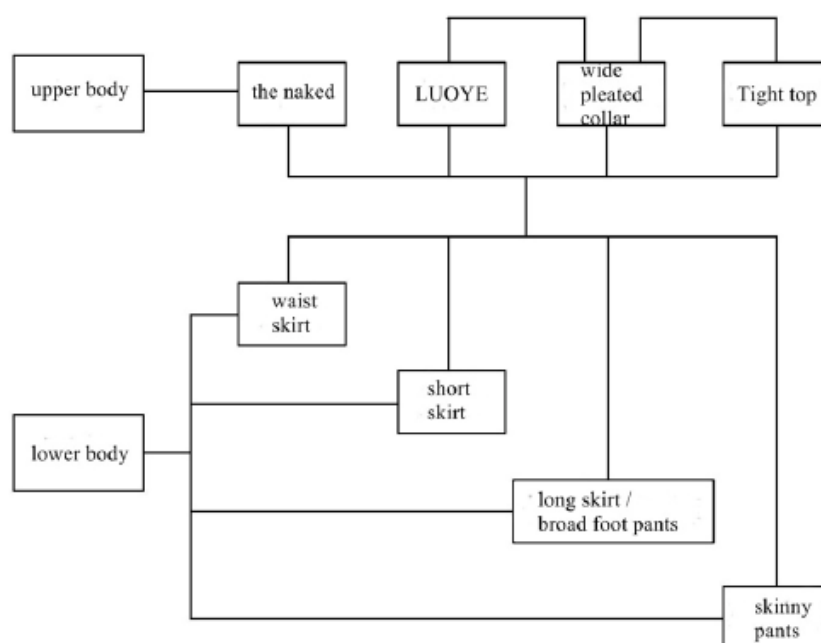 upper body
the naked
LUOYE
wide
pleated
collar
Tight top
waist
skirt
short
skirt
lower body
long skirt /
broad foot pants
skinny
pants